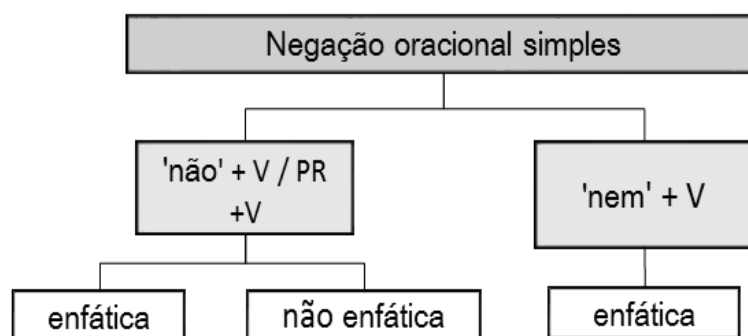 Negação oracional simples
'não' + V / PR
+V
'nem' + V
enfática
não enfática
enfática